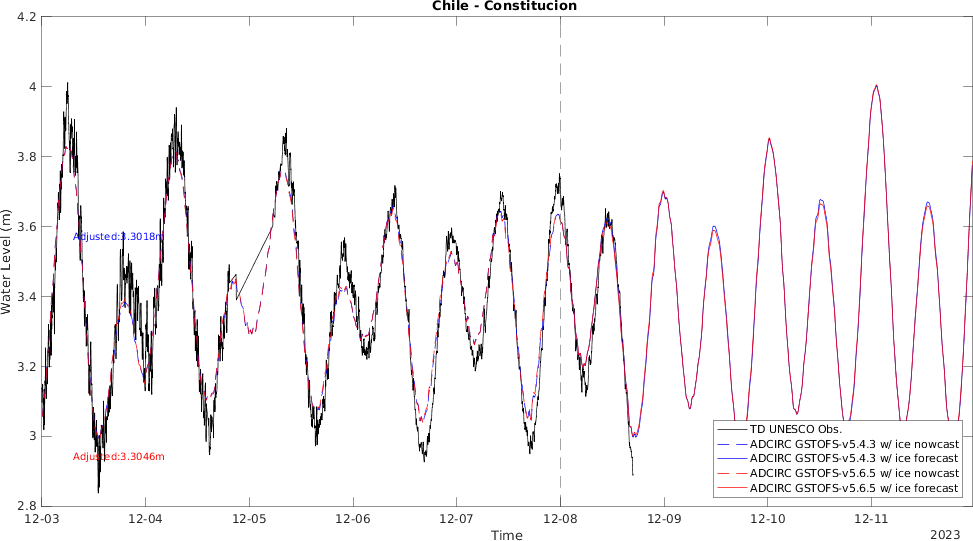 Chile - Constitucion
Water Level (m)
4.2
4
3.8
3.6
3.4
3.2
3
2.8
Adjusted:3.3018m
Adjusted:3.3046m
TD UNESCO Obs.
ADCIRC GSTOFS-v5.4.3 w/ ice nowcast
ADCIRC GSTOFS-v5.4.3 w/ ice forecast
ADCIRC GSTOFS-v5.6.5 w/ ice nowcast
ADCIRC GSTOFS-v5.6.5 w/ ice forecast
12-03 12-04 12-05 12-06 12-07 12-08 12-09 12-10 12-11
Time
2023